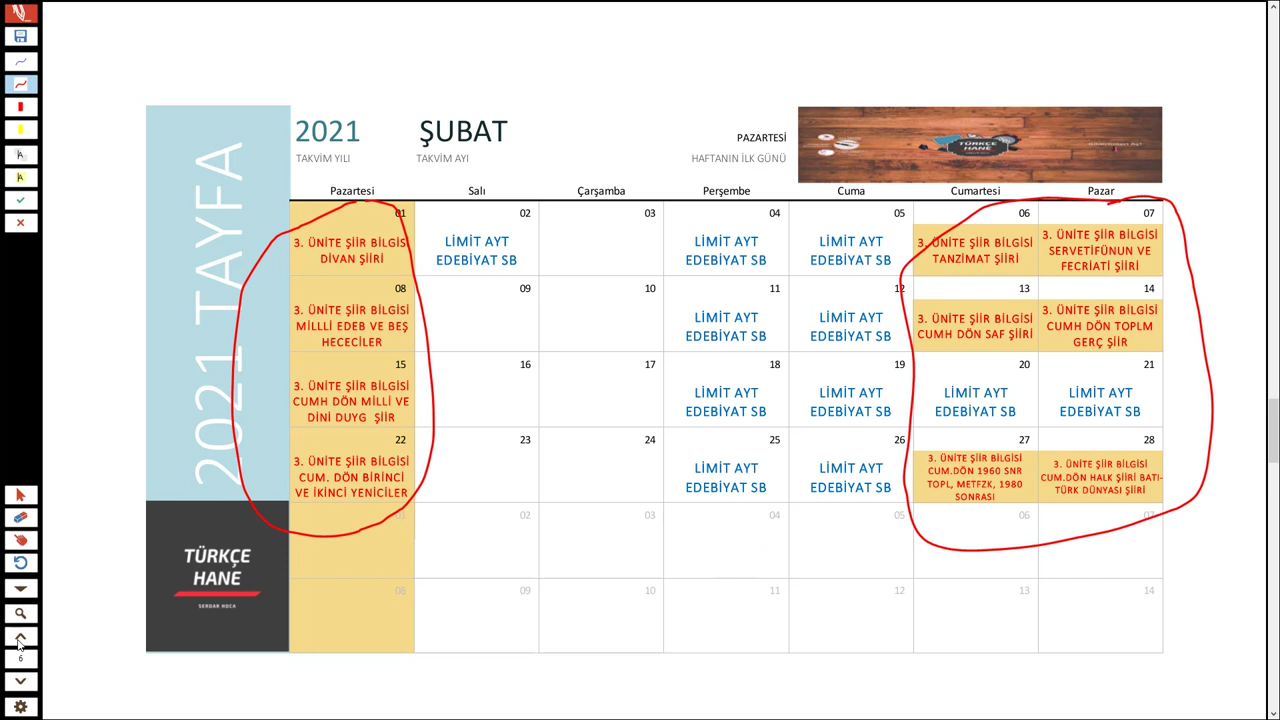 2021 TAYFA
2021
ŞUBAT
PAZARTESİ
TAKVİM YILI
TAKVİM AYI
HAFTANIN İLK GÜNÜ
TÜRKÇE
HANE
Pazartesi Salı Çarşamba Perşembe Cuma Cumartesi Pazar
01 02 03 04 05 06 07
3. ÜNİTE ŞİİR BİLGİSİ
DİVAN ŞİİRİ
LİMİT AYT
EDEBİYAT SB
LİMİT AYT
EDEBİYAT SB
LİMİT AYT
EDEBİYAT SB
3. ÜNİTE ŞİİR BİLGİSİ
TANZİMAT ŞİİRİ
3. ÜNİTE ŞİİR BİLGİSİ
SERVETİFÜNUN VE
FECRİATİ ŞİİRİ
08 09 10 11 12 13 14
3. ÜNİTE ŞİİR BİLGİSİ
MİLLLİ EDEB VE BEŞ
HECECİLER
LİMİT AYT
EDEBİYAT SB
LİMİT AYT
EDEBİYAT SB
3. ÜNİTE ŞİİR BİLGİSİ
CUMH DÖN SAF ŞİİRİ
3. ÜNİTE ŞİİR BİLGİSİ
CUMH DÖN TOPLM
GERÇ ŞİİR
15 16 17 18 19 20 21
3. ÜNİTE ŞİİR BİLGİSİ
CUMH DÖN MİLLİ VE
DİNİ DUYG ŞİİR
LİMİT AYT
EDEBİYAT SB
LİMİT AYT
EDEBİYAT SB
LİMİT AYT
EDEBİYAT SB
LİMİT AYT
EDEBİYAT SB
22 23 24 25 26 27 28
3. ÜNİTE ŞİİR BİLGİSİ
CUM. DÖN BİRİNCİ
VE İKİNCİ YENİCİLER
LİMİT AYT
EDEBİYAT SB
LİMİT AYT
EDEBİYAT SB
3. ÜNİTE ŞİİR BİLGİSİ
CUM.DÖN 1960 SNR
TOPL, METFZK, 1980
SONRASI
3. ÜNİTE ŞİİR BİLGİSİ
CUM.DÖN HALK ŞİİRİ BATI-
TÜRK DÜNYASI ŞİİRİ
01 02 03 04 05 06 07
08 09 10 11 12 13 14
TÜRKÇE
HANE
SERDAR HOCA
6